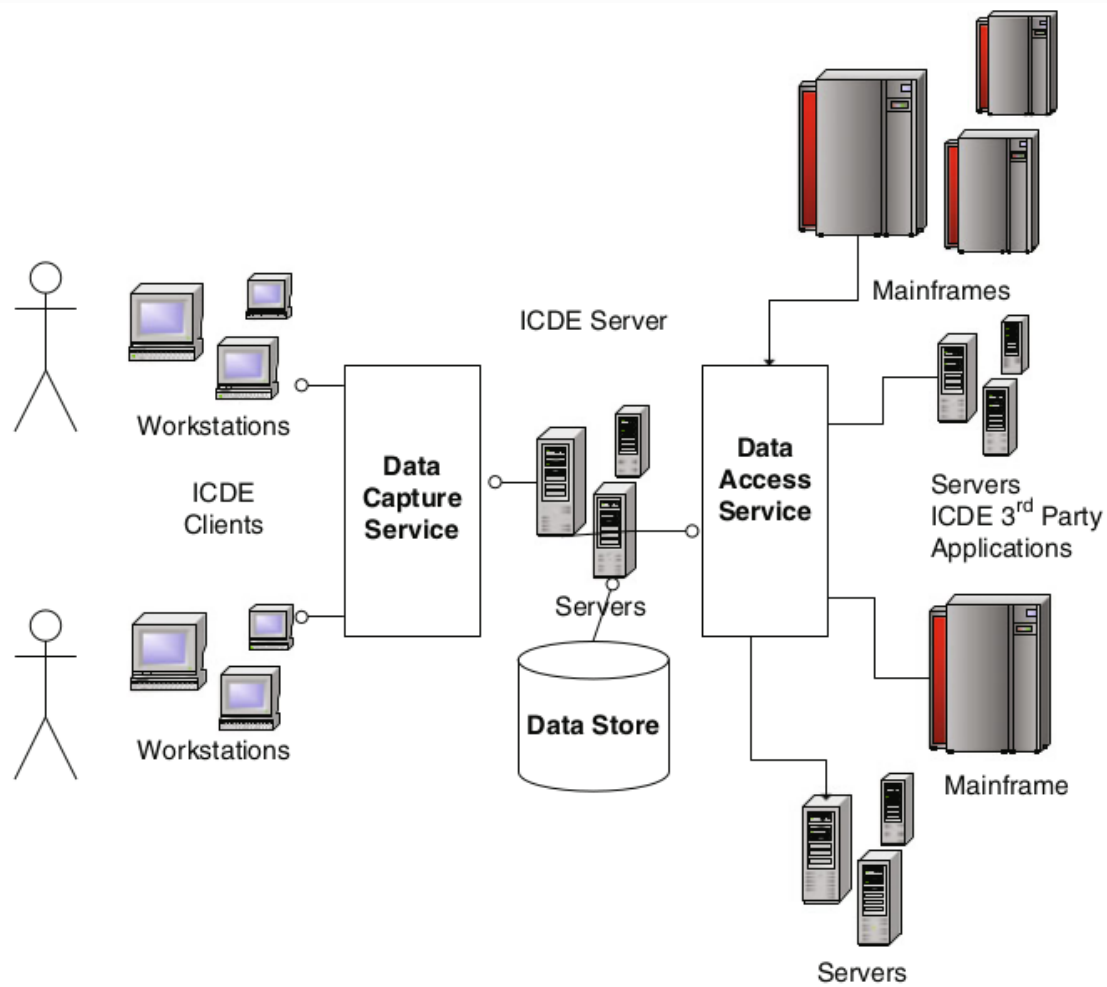 Mainframes
ICDE Server
Workstations
Data
Capture
Service
Data
Access
Service
ICDE
Clients
Servers
ICDE 3rd Party
Applications
Servers
Data Store
Workstations
Mainframe
Servers